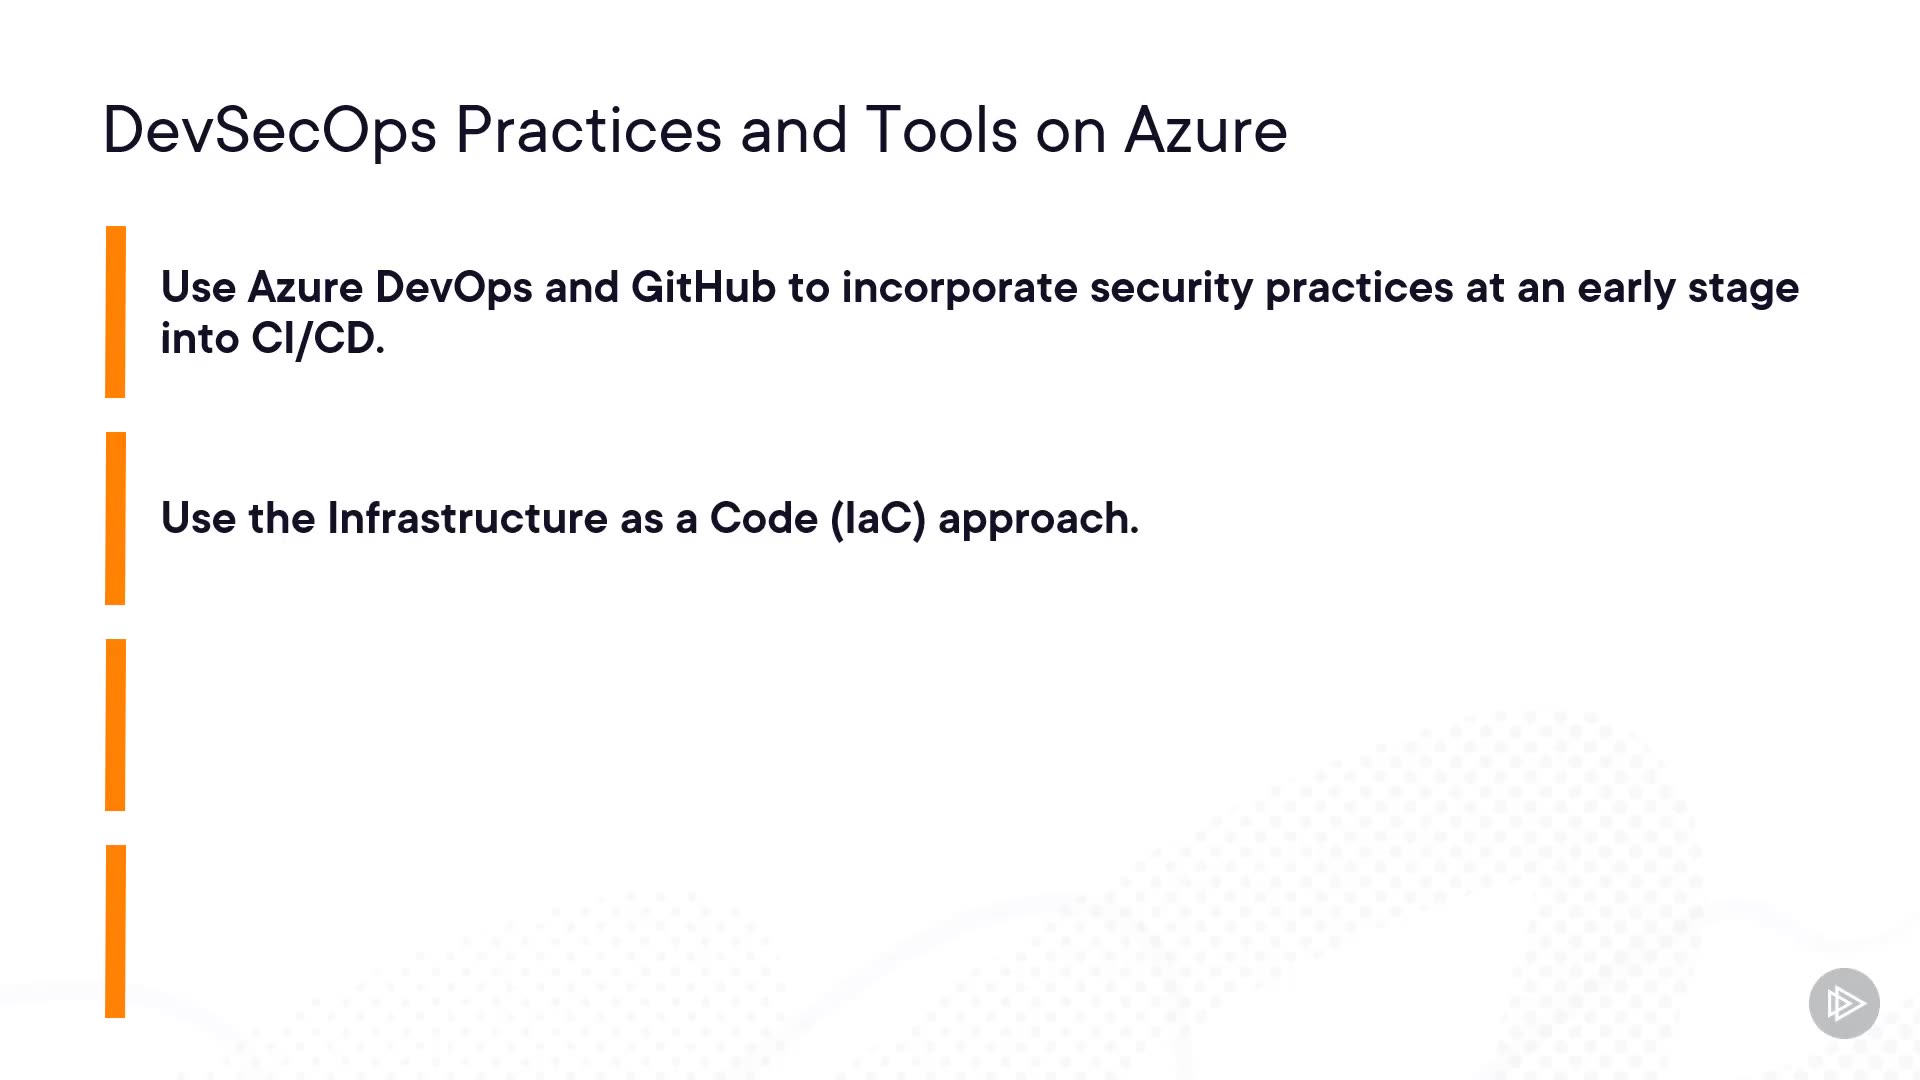 DevSecOps Practices and Tools on Azure
Use Azure DevOps and GitHub to incorporate security practices at an early stage
into CI/CD.
Use the Infrastructure as a Code (IaC) approach.